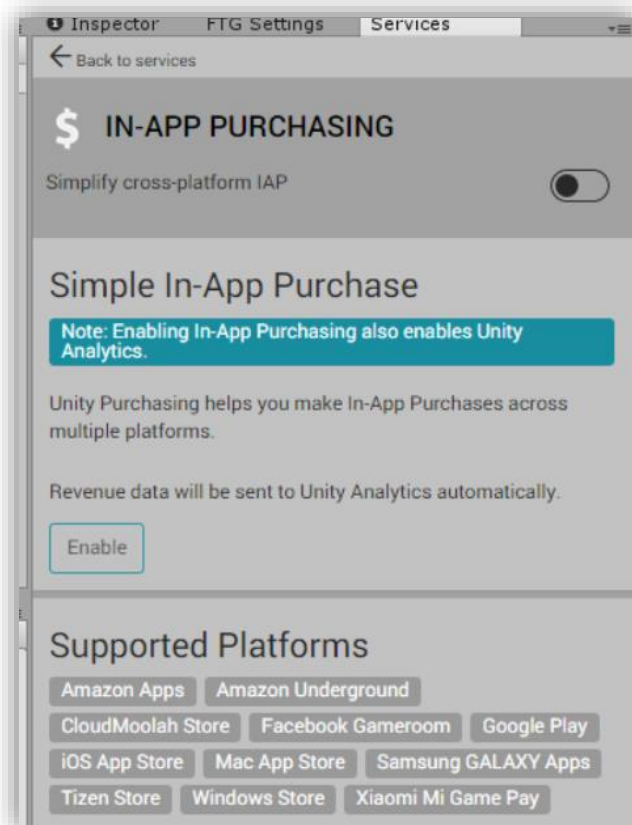 Inspector FTG Settings Services
Back to services
$ IN-APP PURCHASING
Simplify cross-platform IAP
Simple In-App Purchase
Note: Enabling In-App Purchasing also enables Unity
Analytics.
Unity Purchasing helps you make In-App Purchases across
multiple platforms.
Revenue data will be sent to Unity Analytics automatically.
Enable
Supported Platforms
Amazon Apps Amazon Underground
CloudMoolah Store Facebook Gameroom Google Play
iOS App Store Mac App Store Samsung GALAXY Apps
Tizen Store Windows Store Xiaomi Mi Game Pay